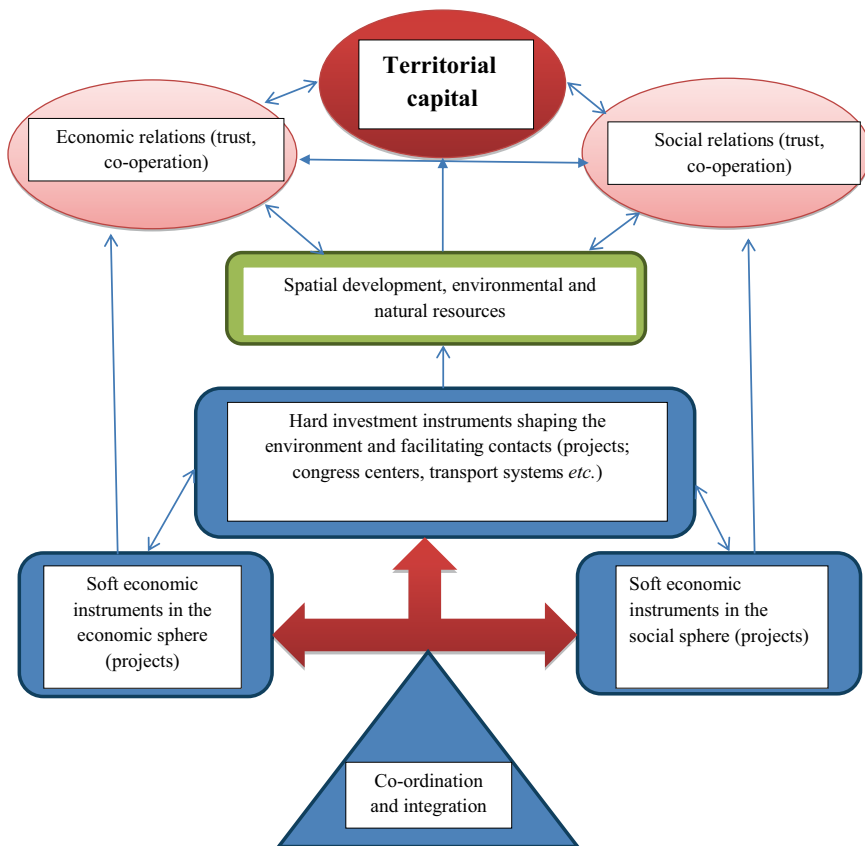 Territorial
capital
Economic relations (trust,
co-operation)
Social relations (trust,
co-operation)
Spatial development, environmental and
natural resources
Hard investment instruments shaping the
environment and facilitating contacts (projects;
congress centers, transport systems etc.)
Soft economic
instruments in the
economic sphere
(projects)
Soft economic
instruments in the
social sphere (projects)
Co-ordination
and integration